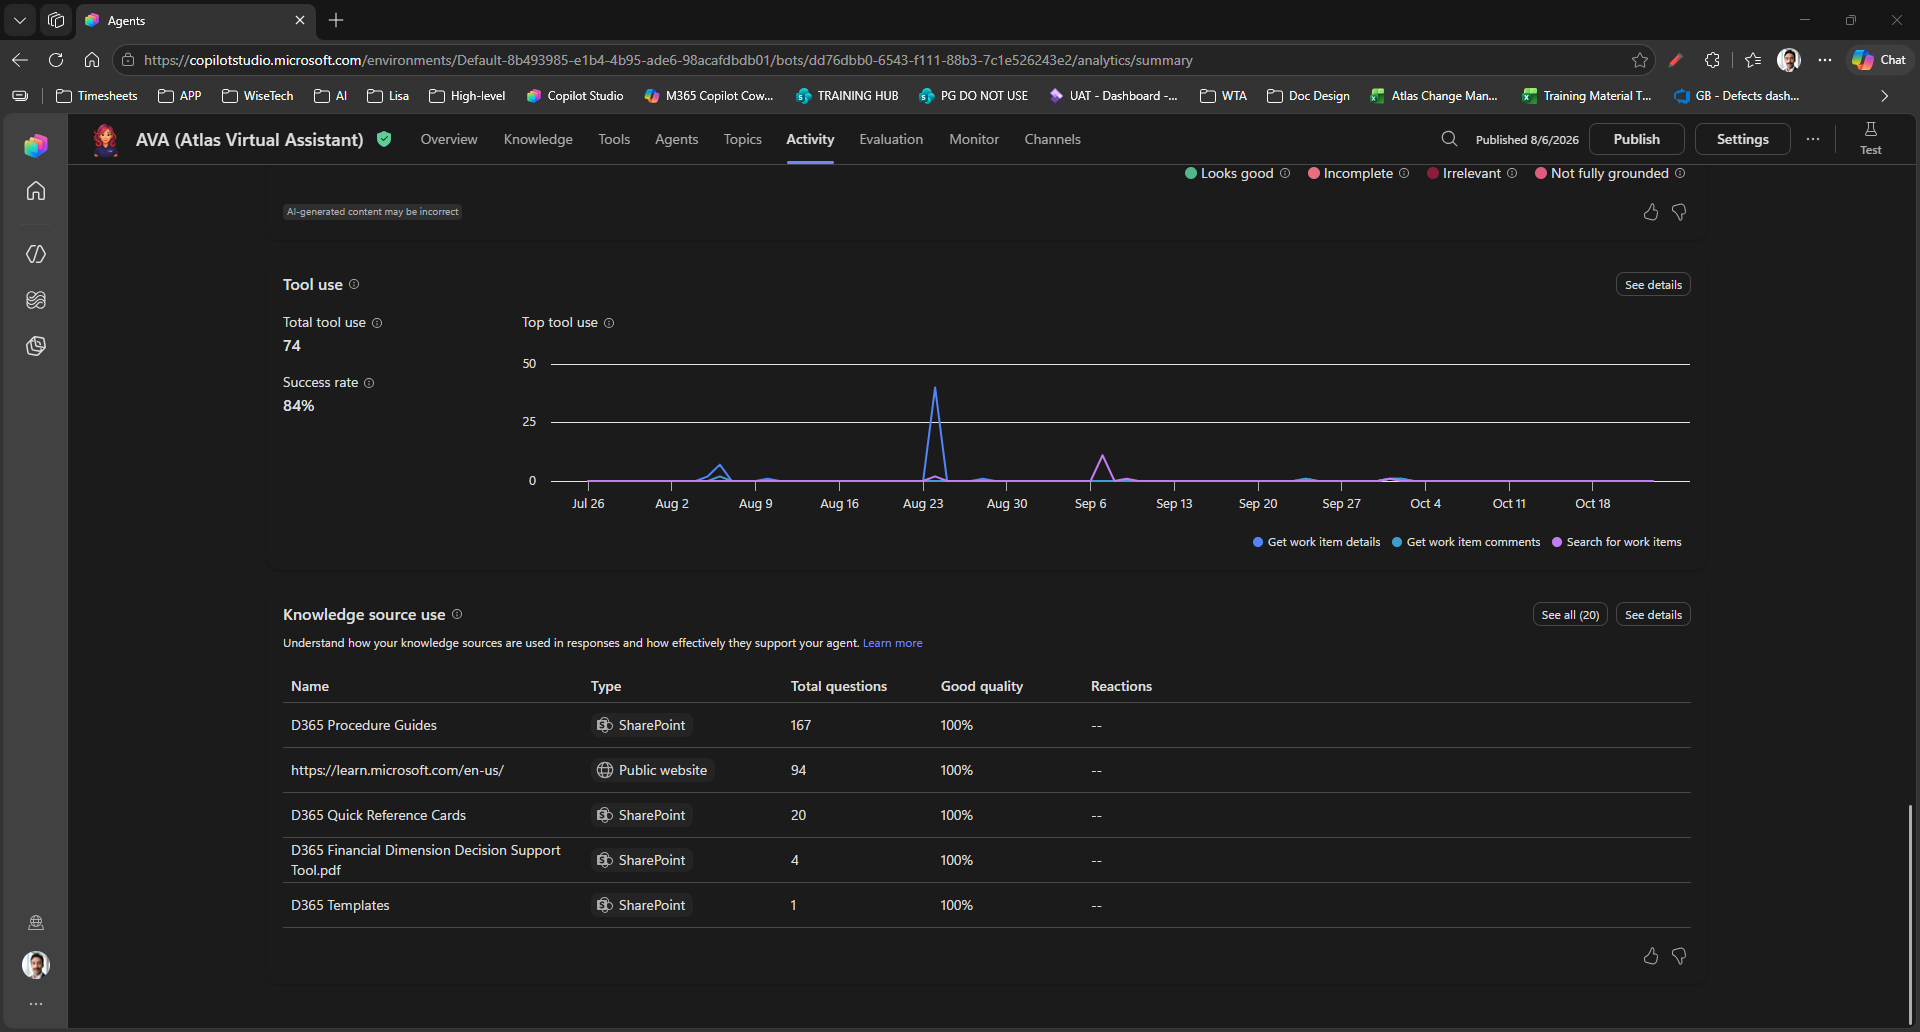 Agents
https://copilotstudio.microsoft.com/environments/Default-8b493985-e1b4-4b95-ade6-98acafdbdb01/bots/dd76dbb0-6543-f111-88b3-7c1e526243e2/analytics/summary
Chat
Timesheets APP WiseTech AI Lisa High-level Copilot Studio M365 Copilot Cow... TRAINING HUB PG DO NOT USE UAT - Dashboard -... WTA Doc Design Atlas Change Man... Training Material T... GB - Defects dash...
AVA (Atlas Virtual Assistant) Overview Knowledge Tools Agents Topics Activity Evaluation Monitor Channels Published 8/6/2026 Publish Settings ... Test
Looks good Incomplete Irrelevant Not fully grounded
AI-generated content may be incorrect
Tool use See details
Total tool use Top tool use
74
Success rate
84%
50
25
0
Jul 26 Aug 2 Aug 9 Aug 16 Aug 23 Aug 30 Sep 6 Sep 13 Sep 20 Sep 27 Oct 4 Oct 11 Oct 18
Get work item details Get work item comments Search for work items
Knowledge source use See all (20) See details
Understand how your knowledge sources are used in responses and how effectively they support your agent. Learn more
Name Type Total questions Good quality Reactions
D365 Procedure Guides SharePoint 167 100% --
https://learn.microsoft.com/en-us/ Public website 94 100% --
D365 Quick Reference Cards SharePoint 20 100% --
D365 Financial Dimension Decision Support
Tool.pdf SharePoint 4 100% --
D365 Templates SharePoint 1 100% --